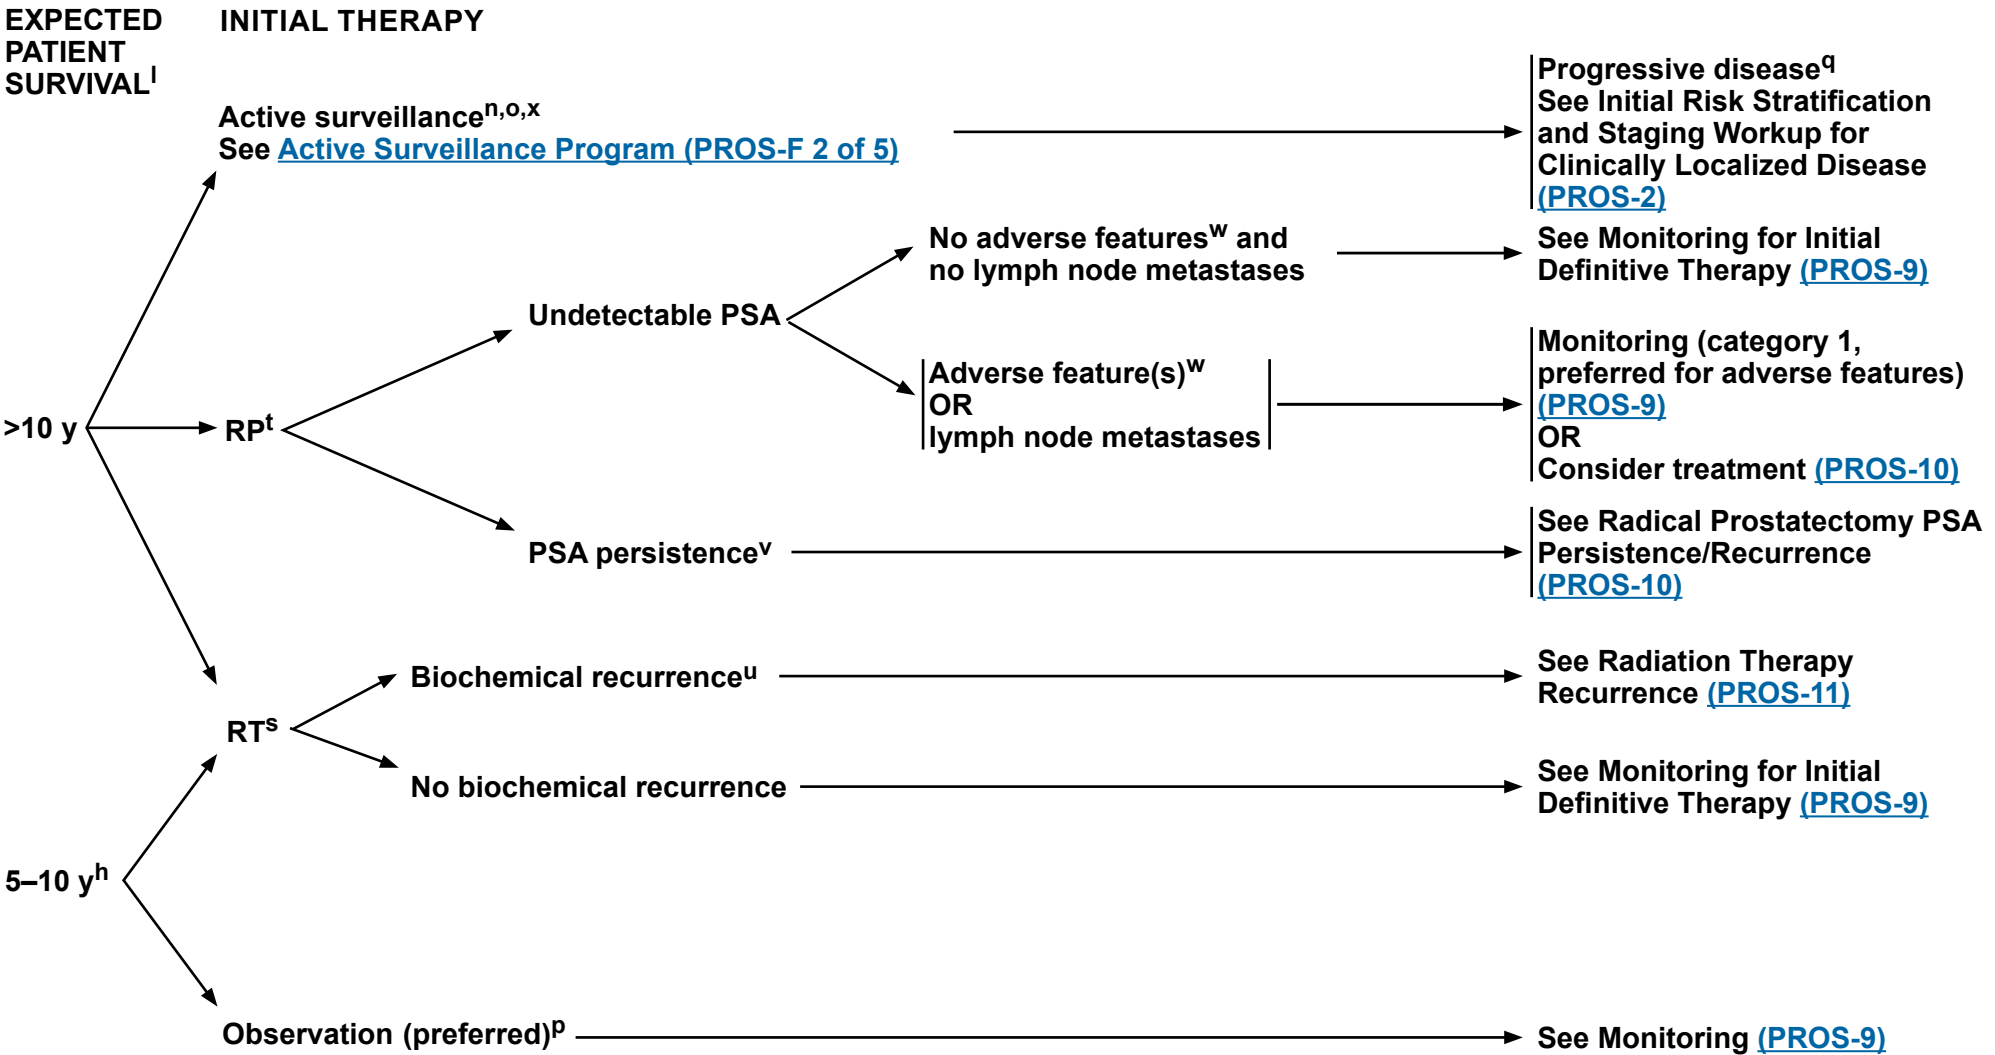 EXPECTED
PATIENT
SURVIVALl
INITIAL THERAPY
Active surveillancen,o,x
See Active Surveillance Program (PROS-F 2 of 5)
Progressive diseaseq
See Initial Risk Stratification
and Staging Workup for
Clinically Localized Disease
(PROS-2)
>10 y
RPt
Undetectable PSA
No adverse featuresw and
no lymph node metastases
See Monitoring for Initial
Definitive Therapy (PROS-9)
Adverse feature(s)w
OR
lymph node metastases
Monitoring (category 1,
preferred for adverse features)
(PROS-9)
OR
Consider treatment (PROS-10)
PSA persistencev
See Radical Prostatectomy PSA
Persistence/Recurrence
(PROS-10)
RTs
Biochemical recurrenceu
See Radiation Therapy
Recurrence (PROS-11)
No biochemical recurrence
See Monitoring for Initial
Definitive Therapy (PROS-9)
5–10 yh
Observation (preferred)p
See Monitoring (PROS-9)